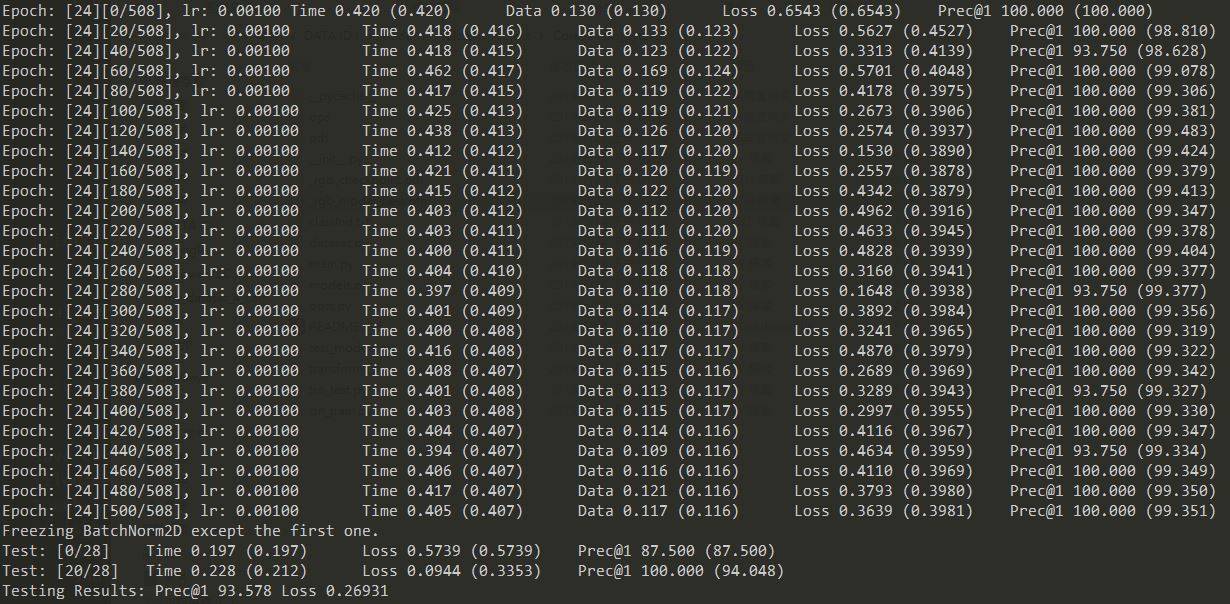 Epoch: [24][0/508], lr: 0.00100 Time 0.420 (0.420) Data 0.130 (0.130) Loss 0.6543 (0.6543) Prec@1 100.000 (100.000)
Epoch: [24][20/508], lr: 0.00100 Time 0.418 (0.416) Data 0.133 (0.123) Loss 0.5627 (0.4527) Prec@1 100.000 (98.810)
Epoch: [24][40/508], lr: 0.00100 Time 0.418 (0.415) Data 0.123 (0.122) Loss 0.3313 (0.4139) Prec@1 93.750 (98.628)
Epoch: [24][60/508], lr: 0.00100 Time 0.462 (0.417) Data 0.169 (0.124) Loss 0.5701 (0.4048) Prec@1 100.000 (99.078)
Epoch: [24][80/508], lr: 0.00100 Time 0.417 (0.415) Data 0.119 (0.122) Loss 0.4178 (0.3975) Prec@1 100.000 (99.306)
Epoch: [24][100/508], lr: 0.00100 Time 0.425 (0.413) Data 0.119 (0.121) Loss 0.2673 (0.3906) Prec@1 100.000 (99.381)
Epoch: [24][120/508], lr: 0.00100 Time 0.438 (0.413) Data 0.126 (0.120) Loss 0.2574 (0.3937) Prec@1 100.000 (99.483)
Epoch: [24][140/508], lr: 0.00100 Time 0.412 (0.412) Data 0.117 (0.120) Loss 0.1530 (0.3890) Prec@1 100.000 (99.424)
Epoch: [24][160/508], lr: 0.00100 Time 0.421 (0.411) Data 0.120 (0.119) Loss 0.2557 (0.3878) Prec@1 100.000 (99.379)
Epoch: [24][180/508], lr: 0.00100 Time 0.415 (0.412) Data 0.122 (0.120) Loss 0.4342 (0.3879) Prec@1 100.000 (99.413)
Epoch: [24][200/508], lr: 0.00100 Time 0.403 (0.412) Data 0.112 (0.120) Loss 0.4962 (0.3916) Prec@1 100.000 (99.347)
Epoch: [24][220/508], lr: 0.00100 Time 0.403 (0.411) Data 0.111 (0.120) Loss 0.4633 (0.3945) Prec@1 100.000 (99.378)
Epoch: [24][240/508], lr: 0.00100 Time 0.400 (0.411) Data 0.116 (0.119) Loss 0.4828 (0.3939) Prec@1 100.000 (99.404)
Epoch: [24][260/508], lr: 0.00100 Time 0.404 (0.410) Data 0.118 (0.118) Loss 0.3160 (0.3941) Prec@1 100.000 (99.377)
Epoch: [24][280/508], lr: 0.00100 Time 0.397 (0.409) Data 0.110 (0.118) Loss 0.1648 (0.3938) Prec@1 93.750 (99.377)
Epoch: [24][300/508], lr: 0.00100 Time 0.401 (0.409) Data 0.114 (0.117) Loss 0.3892 (0.3984) Prec@1 100.000 (99.356)
Epoch: [24][320/508], lr: 0.00100 Time 0.400 (0.408) Data 0.110 (0.117) Loss 0.3241 (0.3965) Prec@1 100.000 (99.319)
Epoch: [24][340/508], lr: 0.00100 Time 0.416 (0.408) Data 0.117 (0.117) Loss 0.4870 (0.3979) Prec@1 100.000 (99.322)
Epoch: [24][360/508], lr: 0.00100 Time 0.408 (0.407) Data 0.115 (0.116) Loss 0.2689 (0.3969) Prec@1 100.000 (99.342)
Epoch: [24][380/508], lr: 0.00100 Time 0.401 (0.408) Data 0.113 (0.117) Loss 0.3289 (0.3943) Prec@1 93.750 (99.327)
Epoch: [24][400/508], lr: 0.00100 Time 0.403 (0.408) Data 0.115 (0.117) Loss 0.2997 (0.3955) Prec@1 100.000 (99.330)
Epoch: [24][420/508], lr: 0.00100 Time 0.404 (0.407) Data 0.114 (0.116) Loss 0.4116 (0.3967) Prec@1 100.000 (99.347)
Epoch: [24][440/508], lr: 0.00100 Time 0.394 (0.407) Data 0.109 (0.116) Loss 0.4634 (0.3959) Prec@1 93.750 (99.334)
Epoch: [24][460/508], lr: 0.00100 Time 0.406 (0.407) Data 0.116 (0.116) Loss 0.4110 (0.3969) Prec@1 100.000 (99.349)
Epoch: [24][480/508], lr: 0.00100 Time 0.417 (0.407) Data 0.121 (0.116) Loss 0.3793 (0.3980) Prec@1 100.000 (99.350)
Epoch: [24][500/508], lr: 0.00100 Time 0.405 (0.407) Data 0.117 (0.116) Loss 0.3639 (0.3981) Prec@1 100.000 (99.351)
Freezing BatchNorm2D except the first one.
Test: [0/28] Time 0.197 (0.197) Loss 0.5739 (0.5739) Prec@1 87.500 (87.500)
Test: [20/28] Time 0.228 (0.212) Loss 0.0944 (0.3353) Prec@1 100.000 (94.048)
Testing Results: Prec@1 93.578 Loss 0.26931